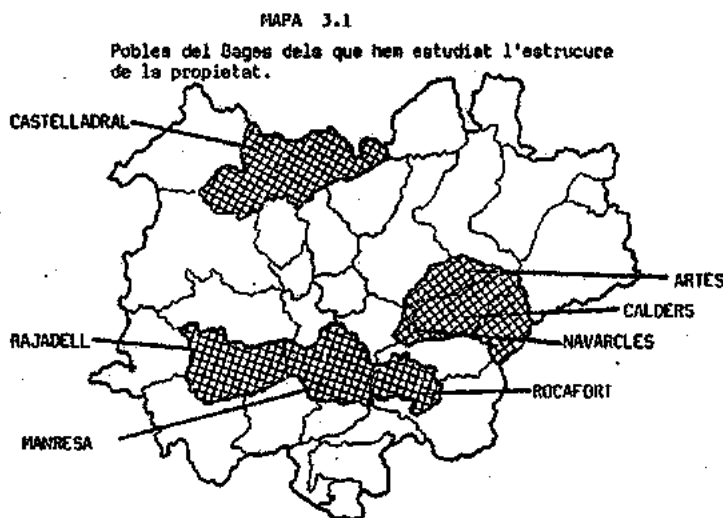 MAPA 3.1
Pobles del Bages dels que hem estudiat l'estrucure
de la propietat.
CASTELLADRAL
ARTES
CALDERS
NAVARCLES
RAJADELL
ROCAFORT
MANRESA